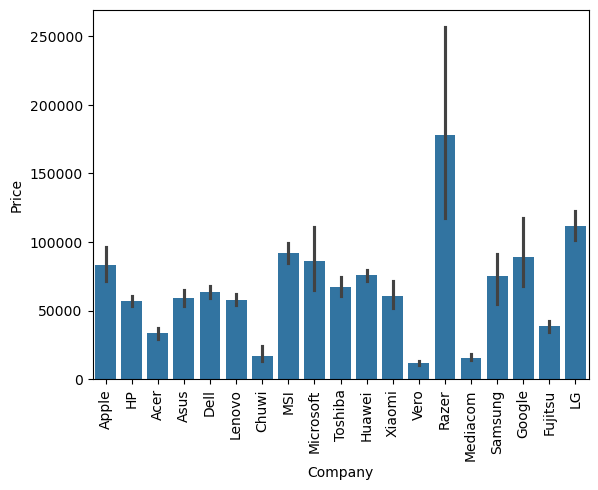 250000
200000
150000
100000
50000
0
Price
Apple
HP
Acer
Asus
Dell
Lenovo
Chuwi
MSI
Microsoft
Toshiba
Huawei
Xiaomi
Vero
Razer
Mediacom
Samsung
Google
Fujitsu
LG
Company